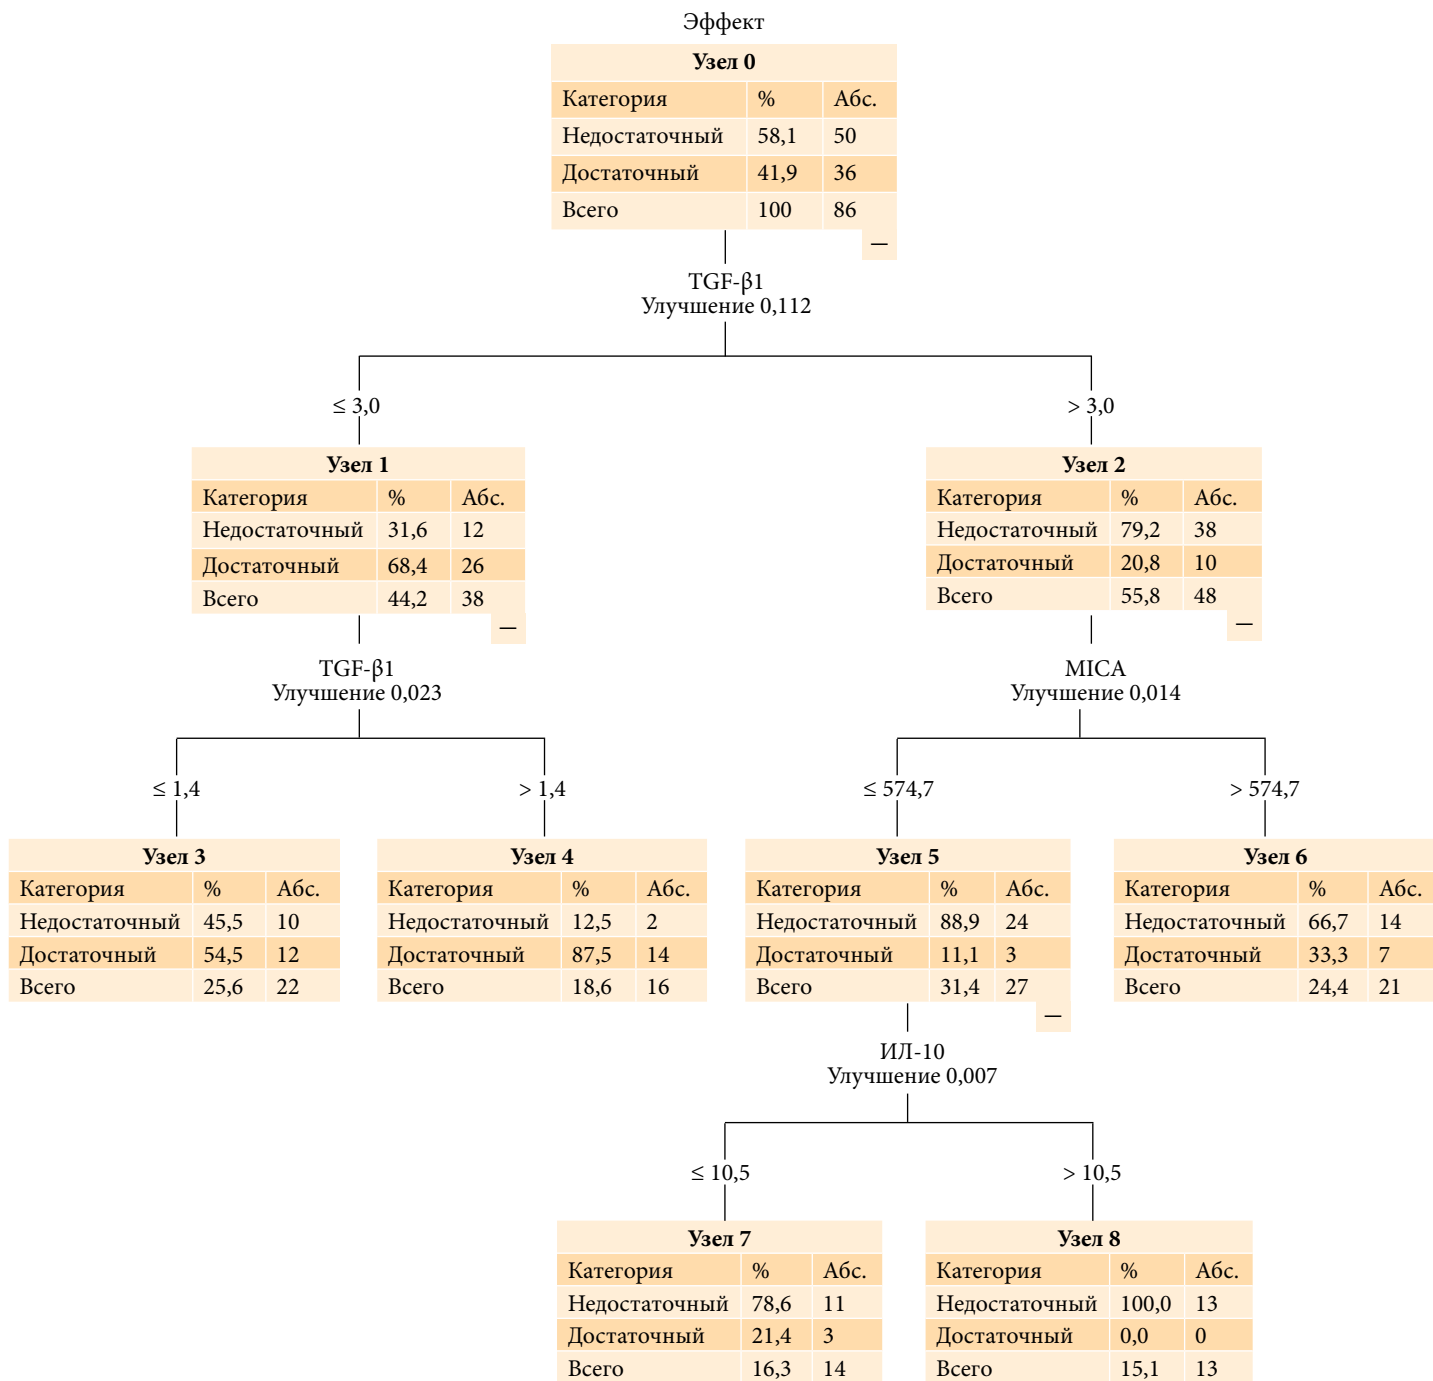 Эффект
Узел 0
Категория % Абс.
Недостаточный 58,1 50
Достаточный 41,9 36
Всего 100 86
—
TGF-β1
Улучшение 0,112
≤ 3,0
> 3,0
Узел 1
Категория % Абс.
Недостаточный 31,6 12
Достаточный 68,4 26
Всего 44,2 38
—
Узел 2
Категория % Абс.
Недостаточный 79,2 38
Достаточный 20,8 10
Всего 55,8 48
—
TGF-β1
Улучшение 0,023
MICA
Улучшение 0,014
≤ 1,4
> 1,4
≤ 574,7
> 574,7
Узел 3
Категория % Абс.
Недостаточный 45,5 10
Достаточный 54,5 12
Всего 25,6 22
Узел 4
Категория % Абс.
Недостаточный 12,5 2
Достаточный 87,5 14
Всего 18,6 16
Узел 5
Категория % Абс.
Недостаточный 88,9 24
Достаточный 11,1 3
Всего 31,4 27
—
Узел 6
Категория % Абс.
Недостаточный 66,7 14
Достаточный 33,3 7
Всего 24,4 21
ИЛ-10
Улучшение 0,007
≤ 10,5
> 10,5
Узел 7
Категория % Абс.
Недостаточный 78,6 11
Достаточный 21,4 3
Всего 16,3 14
Узел 8
Категория % Абс.
Недостаточный 100,0 13
Достаточный 0,0 0
Всего 15,1 13